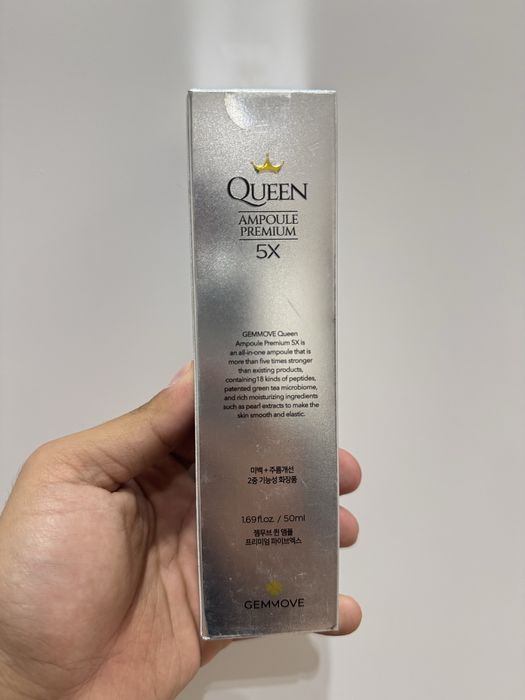 QUEEN
AMPOULE
PREMIUM
5X
GEMMOVE Queen
Ampoule Premium 5X is
an all-in-one ampoule that is
more than five times stronger
than existing products,
containing18 kinds of peptides,
patented green tea microbiome,
and rich moisturizing ingredients
such as pearl extracts to make the
skin smooth and elastic.
미백 + 주름개선
2중 기능성 화장품
1.69fl.oz. / 50ml
젬무브 퀸 앰플
프리미엄 파이브엑스
GEMMOVE